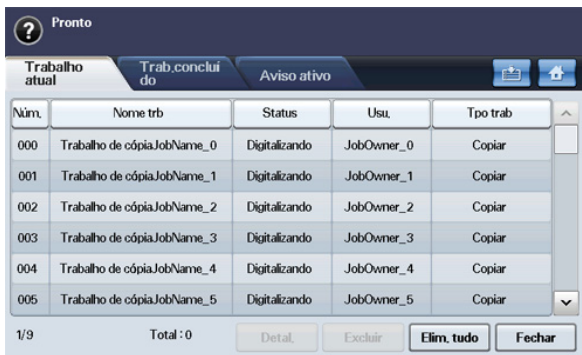 ?
Pronto
Trabalho atual
Trab.concluí
do
Aviso ativo
Núm. Nome trb Status Usu. Tpo trab
000 Trabalho de cópiaJobName_0 Digitalizando JobOwner_0 Copiar
001 Trabalho de cópiaJobName_1 Digitalizando JobOwner_1 Copiar
002 Trabalho de cópiaJobName_2 Digitalizando JobOwner_2 Copiar
003 Trabalho de cópiaJobName_3 Digitalizando JobOwner_3 Copiar
004 Trabalho de cópiaJobName_4 Digitalizando JobOwner_4 Copiar
005 Trabalho de cópiaJobName_5 Digitalizando JobOwner_5 Copiar
1/9 Total : 0 Detal. Excluir Elim. tudo Fechar